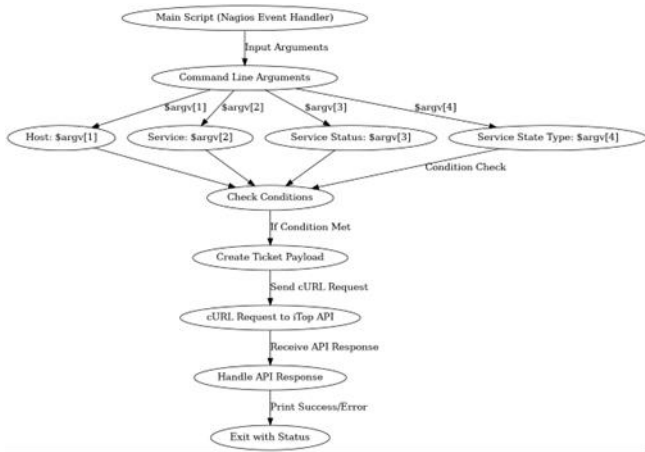 Main Script (Nagios Event Handler)
Input Arguments
Command Line Arguments
$argv[1]
$argv[2]
$argv[3]
$argv[4]
Host: $argv[1]
Service: $argv[2]
Service Status: $argv[3]
Service State Type: $argv[4]
Condition Check
Check Conditions
If Condition Met
Create Ticket Payload
Send cURL Request
cURL Request to iTop API
Receive API Response
Handle API Response
Print Success/Error
Exit with Status